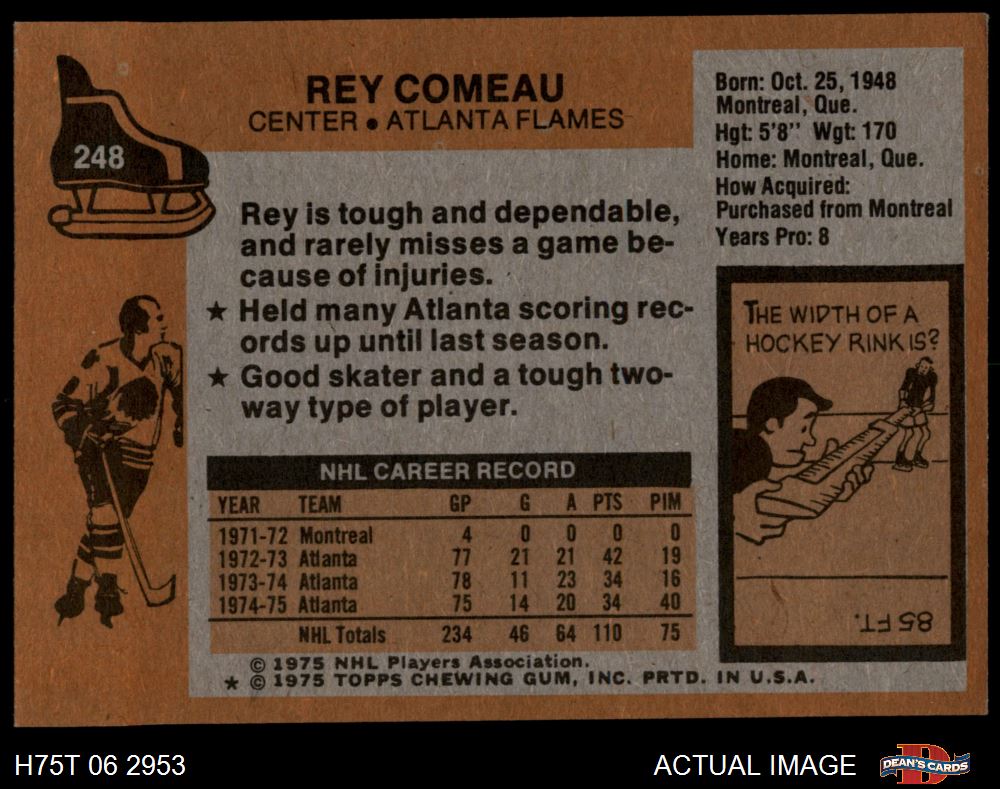 248
REY COMEAU
CENTER • ATLANTA FLAMES
Born: Oct. 25, 1948
Montreal, Que.
Hgt: 5'8'' Wgt: 170
Home: Montreal, Que.
How Acquired:
Purchased from Montreal
Years Pro: 8
Rey is tough and dependable,
and rarely misses a game be-
cause of injuries.
★ Held many Atlanta scoring rec-
ords up until last season.
★ Good skater and a tough two-
way type of player.
THE WIDTH OF A
HOCKEY RINK IS?
85 FT.
NHL CAREER RECORD
YEAR TEAM GP G A PTS PIM
1971-72 Montreal 4 0 0 0 0
1972-73 Atlanta 77 21 21 42 19
1973-74 Atlanta 78 11 23 34 16
1974-75 Atlanta 75 14 20 34 40
NHL Totals 234 46 64 110 75
© 1975 NHL Players Association.
★ © 1975 TOPPS CHEWING GUM, INC. PRTD. IN U.S.A.
H75T 06 2953
ACTUAL IMAGE
D
DEAN'S CARDS